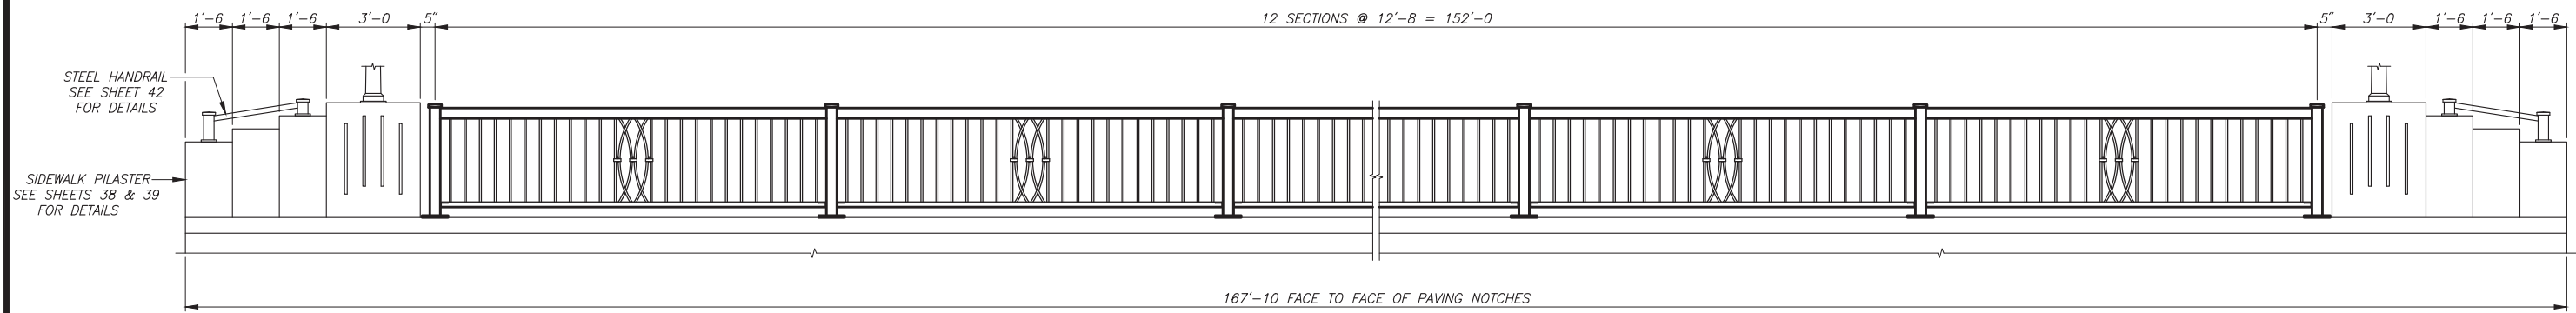 1'-6 1'-6 1'-6 3'-0 5" 12 SECTIONS @ 12'-8 = 152'-0 5" 3'-0 1'-6 1'-6 1'-6
STEEL HANDRAIL
SEE SHEET 42
FOR DETAILS
SIDEWALK PILASTER
SEE SHEETS 38 & 39
FOR DETAILS
167'-10 FACE TO FACE OF PAVING NOTCHES